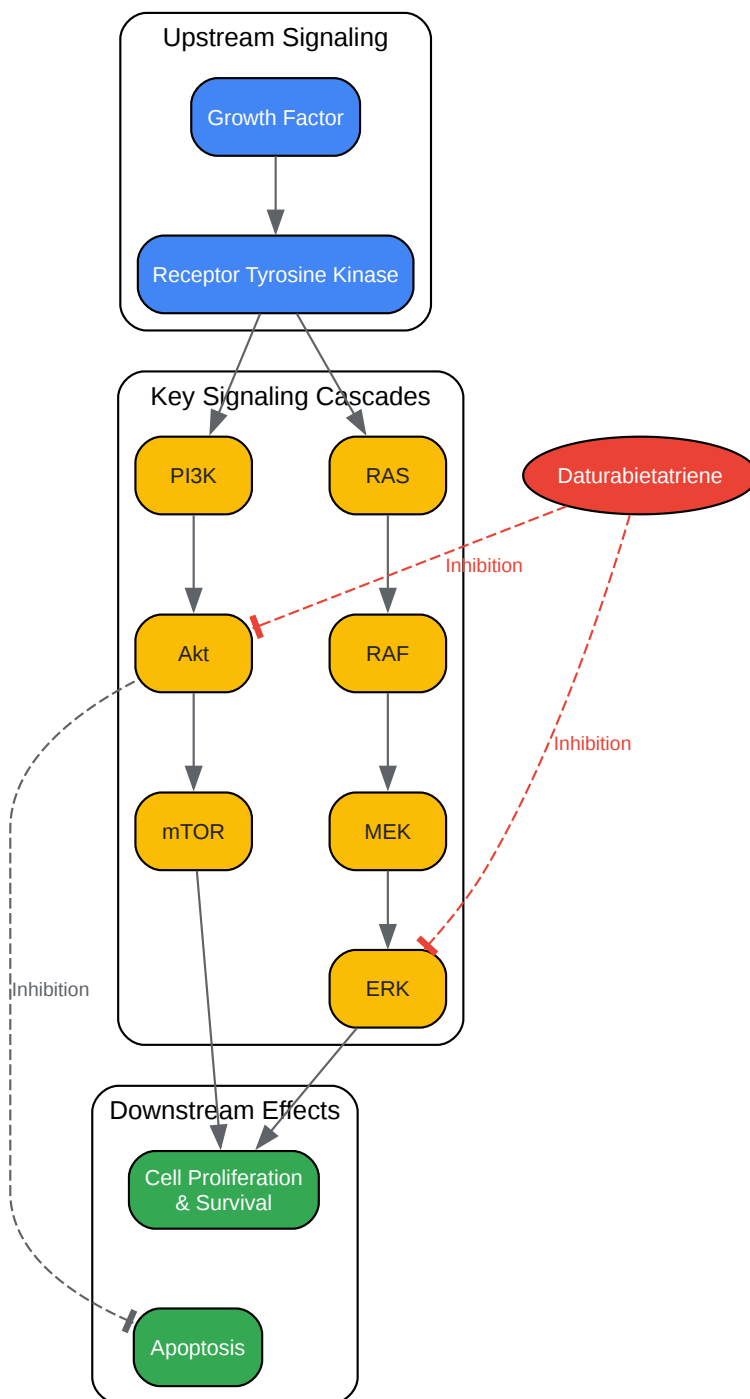 Upstream Signaling
Growth Factor
Receptor Tyrosine Kinase
Key Signaling Cascades
PI3K
RAS
Daturabietatriene
Inhibition
Akt
RAF
Inhibition
mTOR
MEK
Inhibition
ERK
Downstream Effects
Cell Proliferation
& Survival
Apoptosis